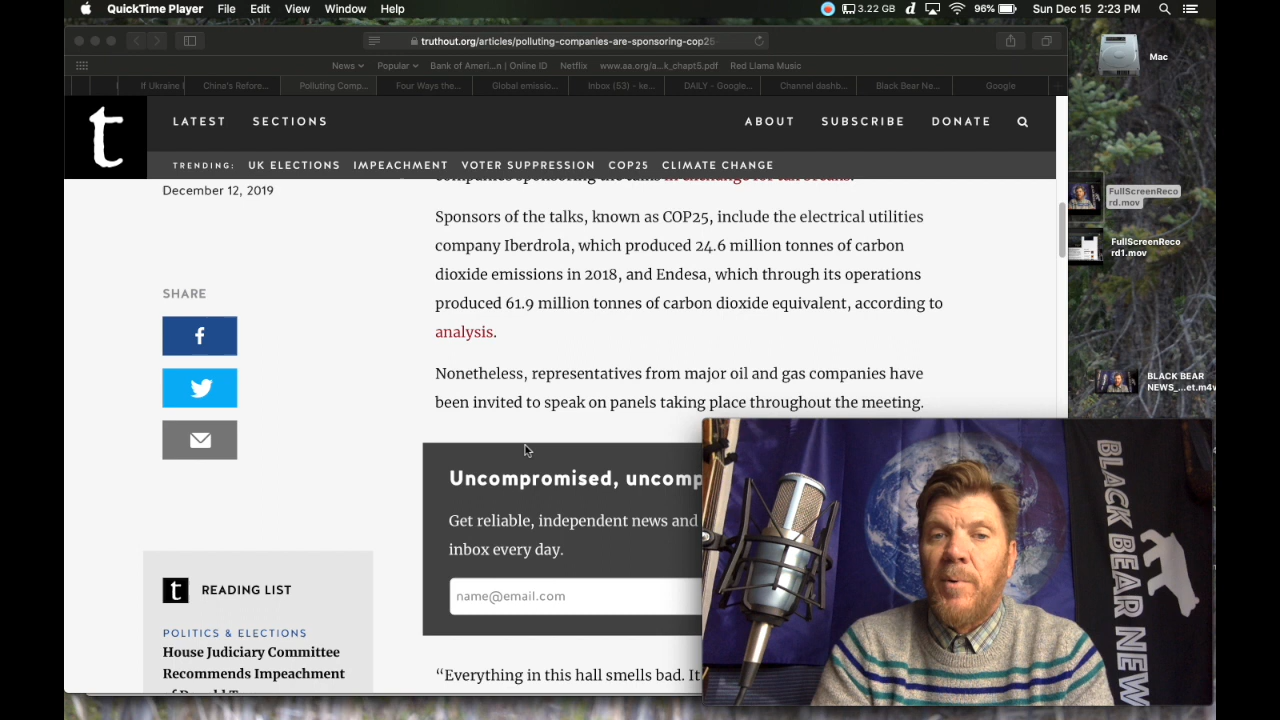 QuickTime Player File Edit View Window Help
3.22 GB d 96% Sun Dec 15 2:23 PM
truthout.org/articles/polluting-companies-are-sponsoring-cop25-
News Popular Bank of Ameri...n | Online ID Netflix www.aa.org/a...k_chapt5.pdf Red Llama Music
If Ukraine China's Refore... Polluting Comp... Four Ways the... Global emissio... Inbox (53) - ke... DAILY - Google... Channel dashb... Black Bear Ne... Google
t
LATEST SECTIONS ABOUT SUBSCRIBE DONATE
TRENDING: UK ELECTIONS IMPEACHMENT VOTER SUPPRESSION COP25 CLIMATE CHANGE
December 12, 2019
companies sponsoring the talks in exchange for tax breaks.
Sponsors of the talks, known as COP25, include the electrical utilities
company Iberdrola, which produced 24.6 million tonnes of carbon
dioxide emissions in 2018, and Endesa, which through its operations
produced 61.9 million tonnes of carbon dioxide equivalent, according to
analysis.
Nonetheless, representatives from major oil and gas companies have
been invited to speak on panels taking place throughout the meeting.
SHARE
f
Uncompromised, uncomp
Get reliable, independent news and
inbox every day.
name@email.com
"Everything in this hall smells bad. It
t READING LIST
POLITICS & ELECTIONS
House Judiciary Committee
Recommends Impeachment
Mac
FullScreenReco
rd.mov
FullScreenReco
rd1.mov
BLACK BEAR
NEWS_...et.m4v
BLACK BEAR NEW